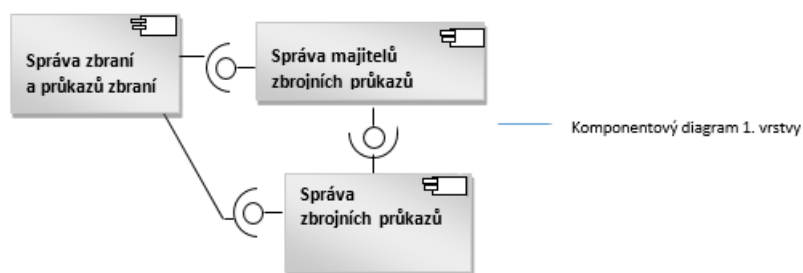 Správa zbraní
a průkazů zbraní
Správa majitelů
zbrojních průkazů
Komponentový diagram 1. vrstvy
Správa
zbrojních průkazů